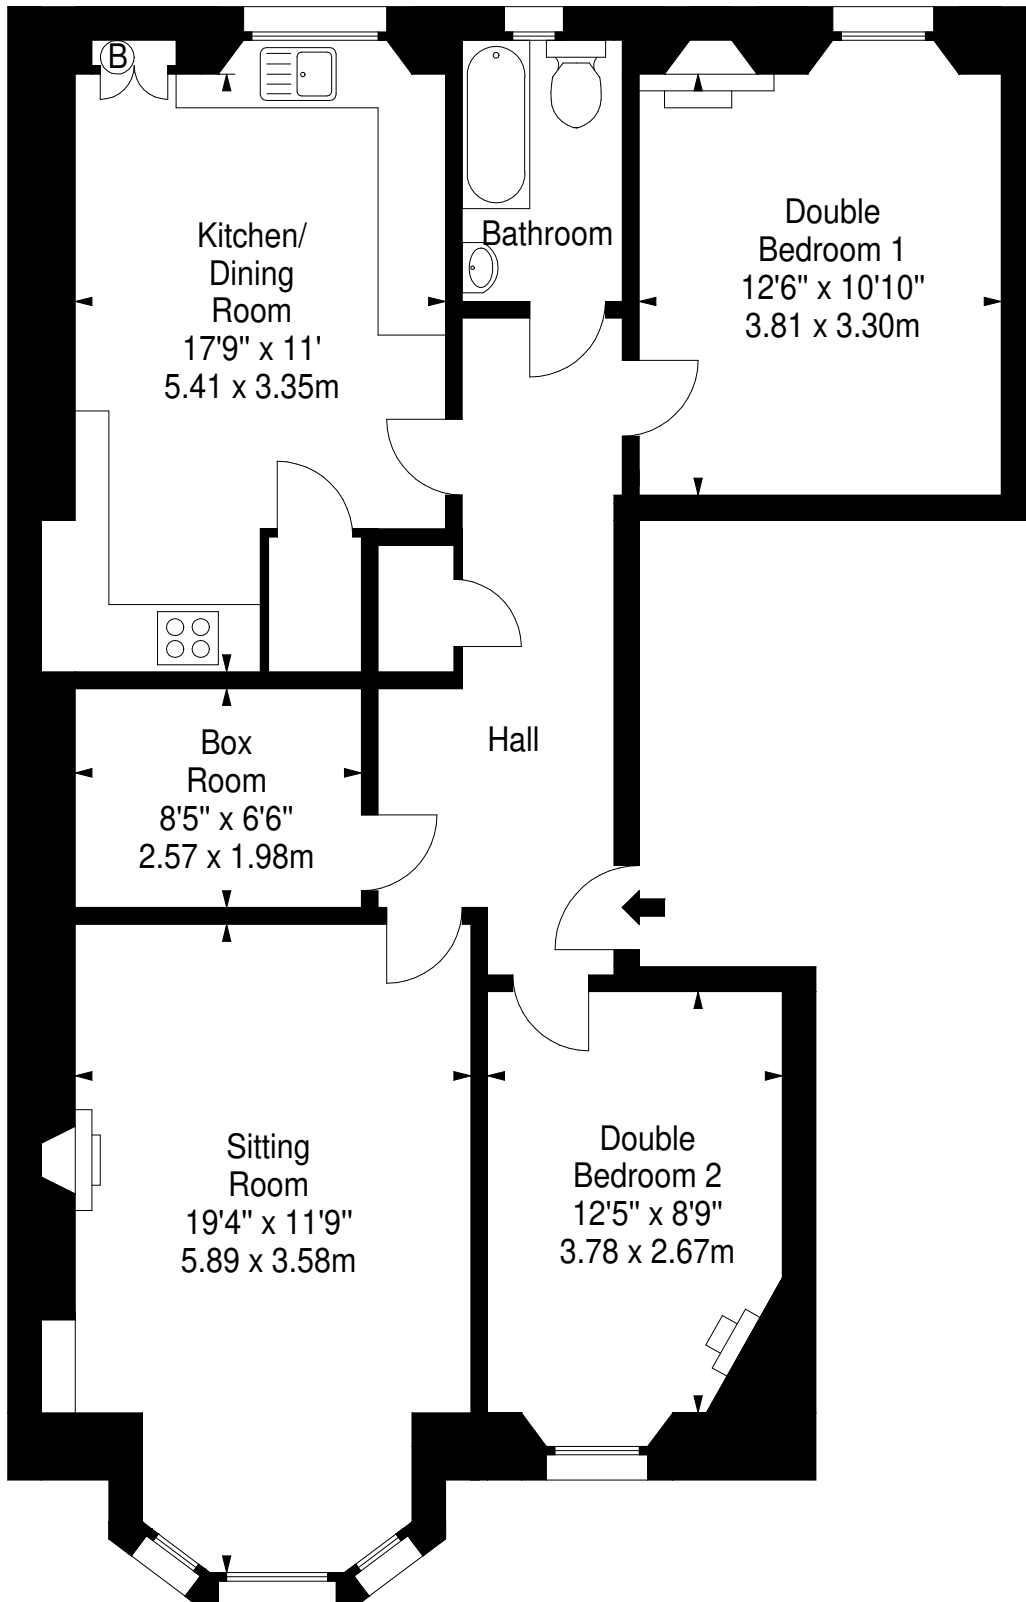 B
Kitchen/
Dining
Room
17'9" x 11'
5.41 x 3.35m
Bathroom
Double
Bedroom 1
12'6" x 10'10"
3.81 x 3.30m
Box
Room
8'5" x 6'6"
2.57 x 1.98m
Hall
Sitting
Room
19'4" x 11'9"
5.89 x 3.58m
Double
Bedroom 2
12'5" x 8'9"
3.78 x 2.67m